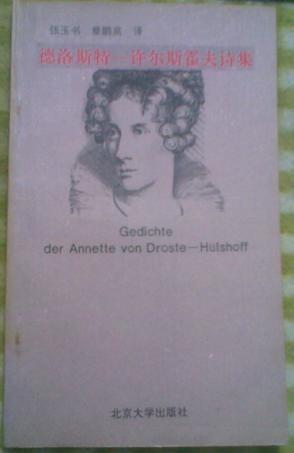 张玉书 章鹏高 译
德洛斯特—许尔斯霍夫诗集
Gedichte
der Annette von Droste—Hülshoff
北京大学出版社